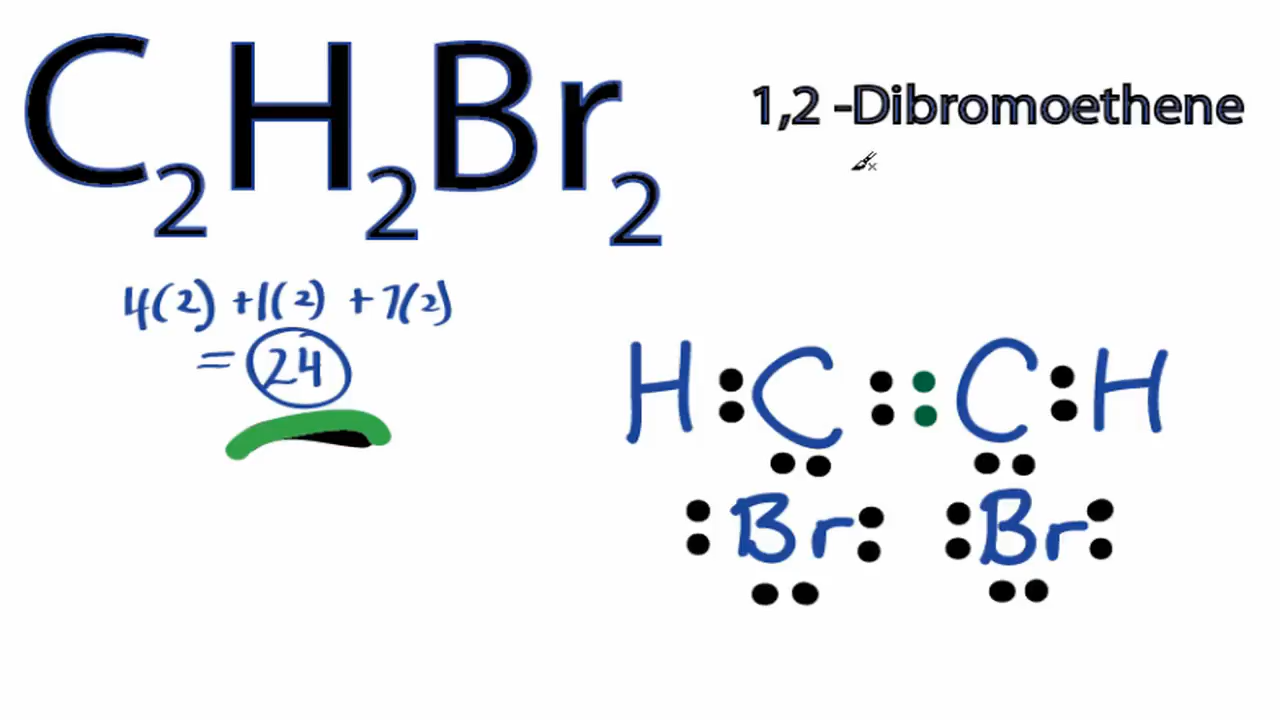 C2H2Br2
1,2 -Dibromoethene
4(2) +1(2) +7(2)
= 24
H C C H
Br Br